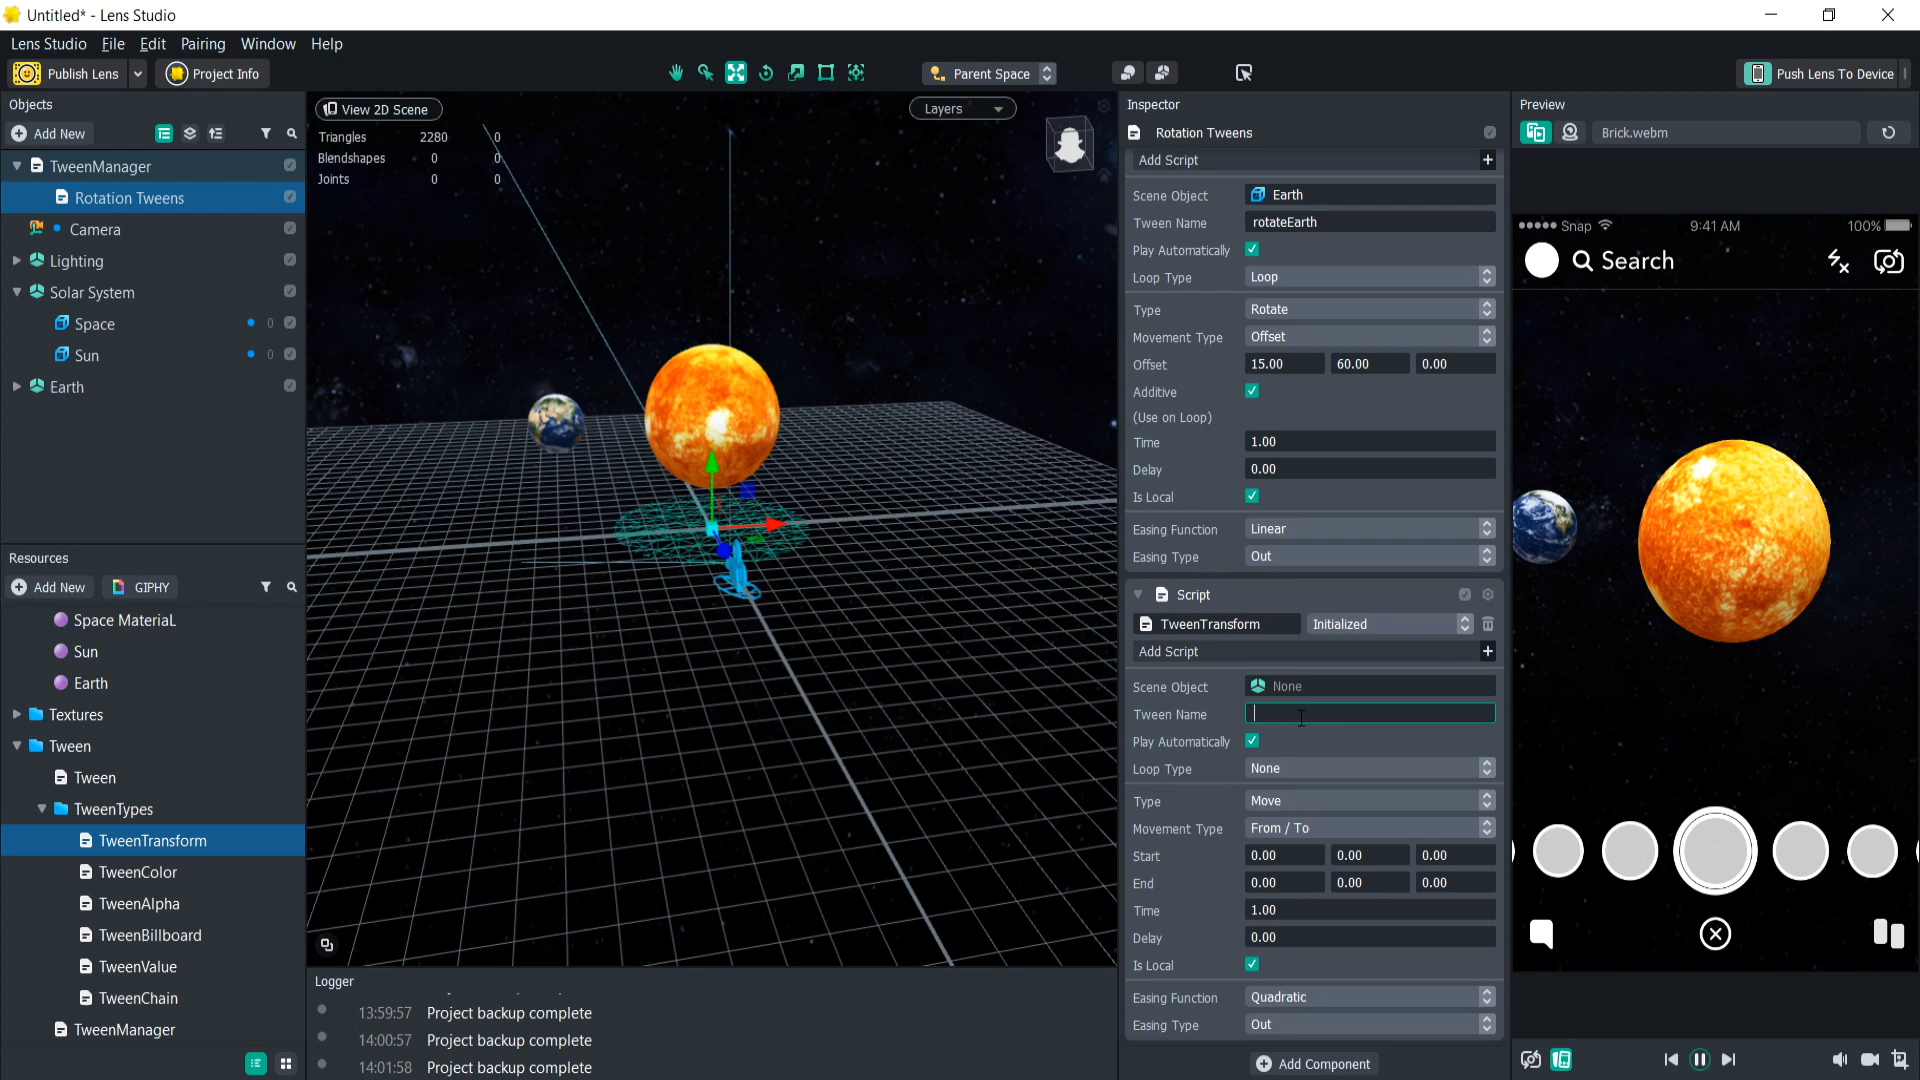 Untitled* - Lens Studio
Lens Studio File Edit Pairing Window Help
Publish Lens Project Info Parent Space Push Lens To Device
Objects
Add New
TweenManager
Rotation Tweens
Camera
Lighting
Solar System
Space 0
Sun 0
Earth
Resources
Add New GIPHY
Space MateriaL
Sun
Earth
Textures
Tween
Tween
TweenTypes
TweenTransform
TweenColor
TweenAlpha
TweenBillboard
TweenValue
TweenChain
TweenManager
View 2D Scene Layers
Triangles 2280 0
Blendshapes 0 0
Joints 0 0
Logger
13:59:57 Project backup complete
14:00:57 Project backup complete
14:01:58 Project backup complete
Inspector
Rotation Tweens
Add Script
Scene Object Earth
Tween Name rotateEarth
Play Automatically
Loop Type Loop
Type Rotate
Movement Type Offset
Offset 15.00 60.00 0.00
Additive
(Use on Loop)
Time 1.00
Delay 0.00
Is Local
Easing Function Linear
Easing Type Out
Script
TweenTransform Initialized
Add Script
Scene Object None
Tween Name
Play Automatically
Loop Type None
Type Move
Movement Type From / To
Start 0.00 0.00 0.00
End 0.00 0.00 0.00
Time 1.00
Delay 0.00
Is Local
Easing Function Quadratic
Easing Type Out
Add Component
Preview
Brick.webm
Snap 9:41 AM 100%
Search